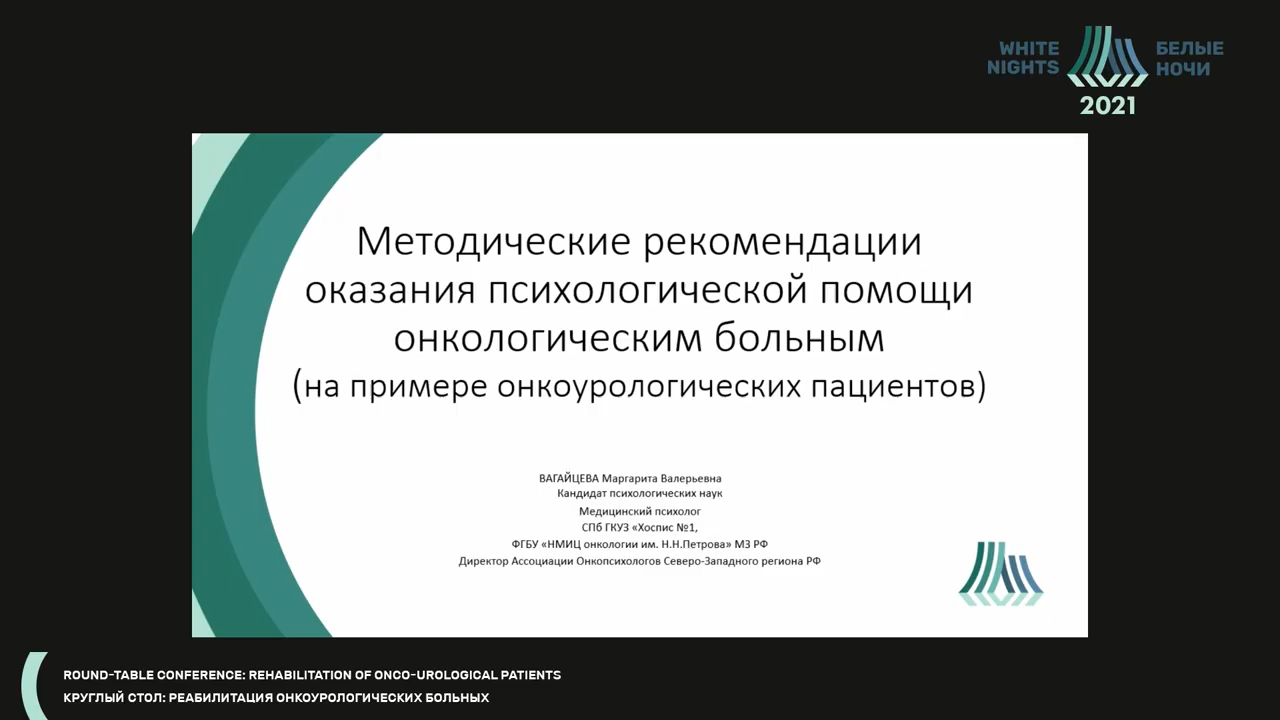 WHITE
NIGHTS
БЕЛЫЕ
НОЧИ
2021
Методические рекомендации
оказания психологической помощи
онкологическим больным
(на примере онкоурологических пациентов)
ВАГАЙЦЕВА Маргарита Валерьевна
Кандидат психологических наук
Медицинский психолог
СПб ГКУЗ «Хоспис №1,
ФГБУ «НМИЦ онкологии им. Н.Н.Петрова» МЗ РФ
Директор Ассоциации Онкопсихологов Северо-Западного региона РФ
ROUND-TABLE CONFERENCE: REHABILITATION OF ONCO-UROLOGICAL PATIENTS
КРУГЛЫЙ СТОЛ: РЕАБИЛИТАЦИЯ ОНКОУРОЛОГИЧЕСКИХ БОЛЬНЫХ